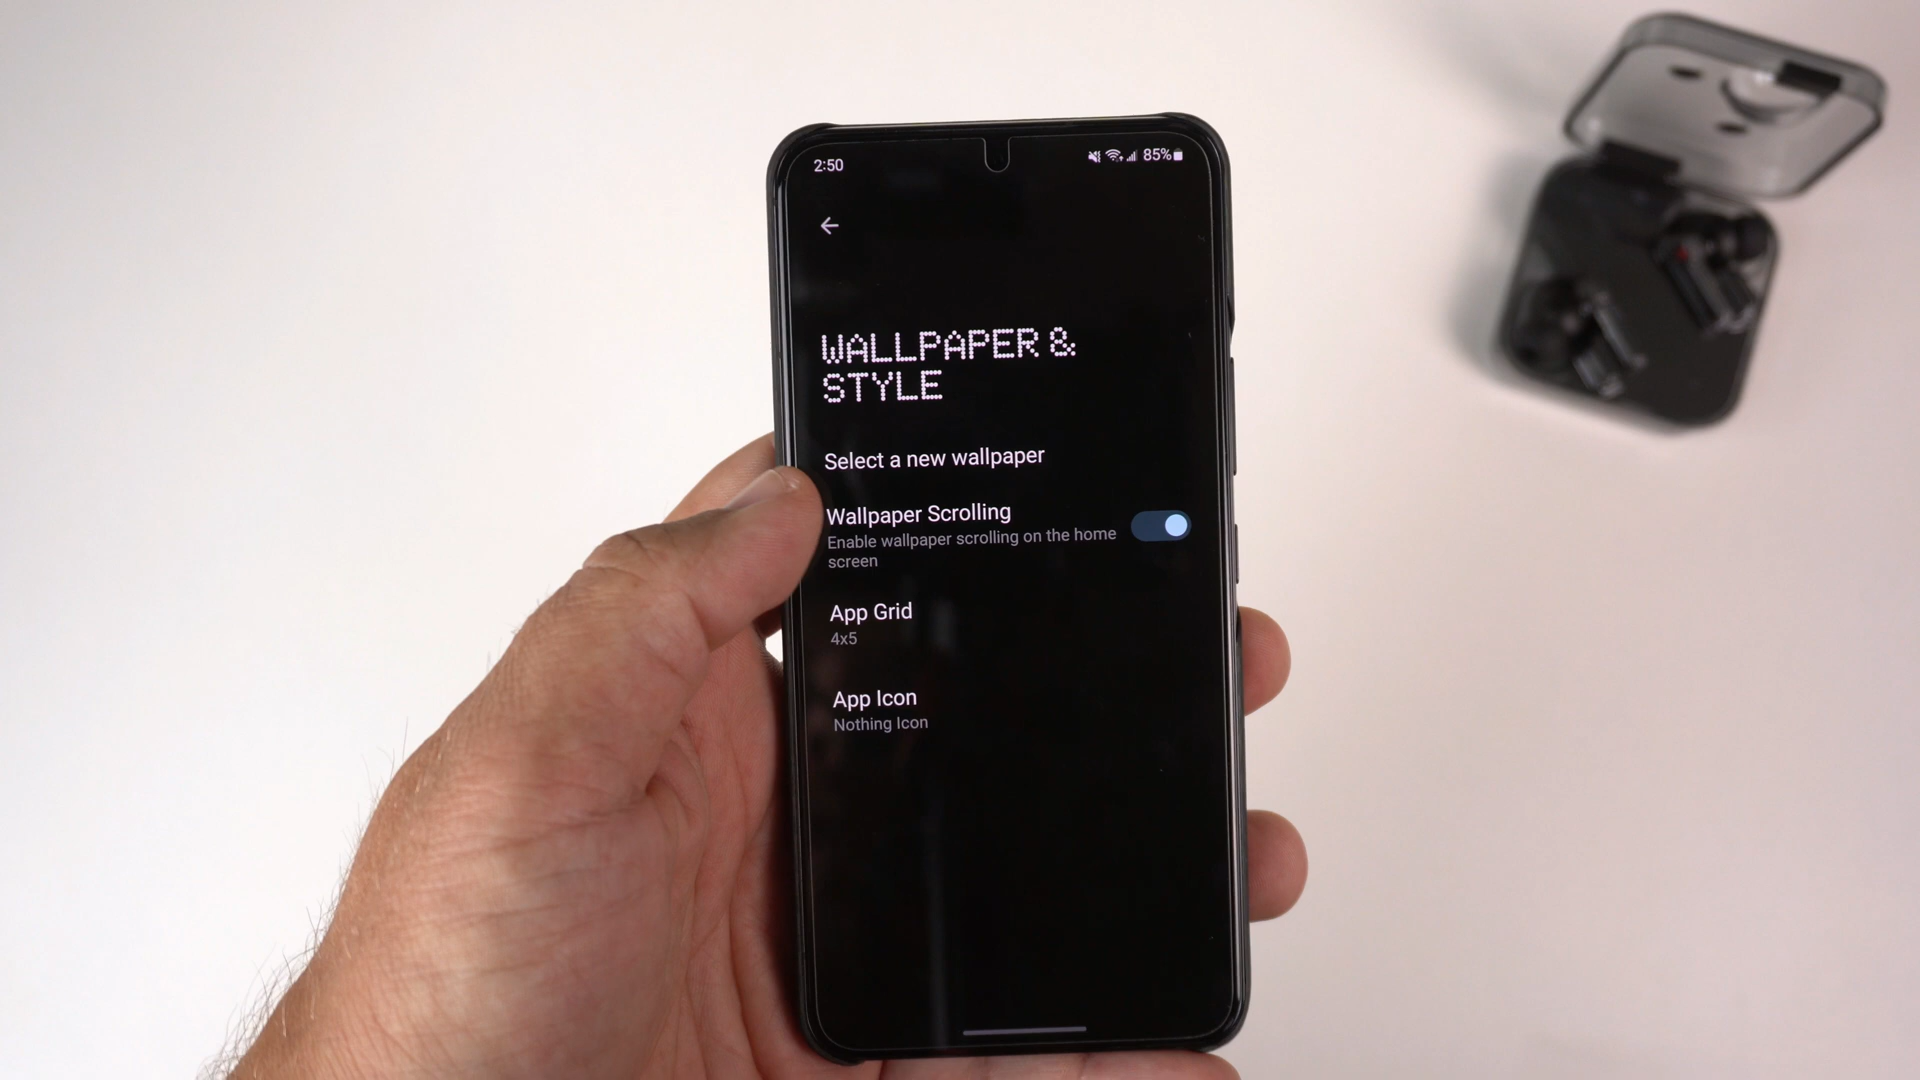 2:50
85%
WALLPAPER &
STYLE
Select a new wallpaper
Wallpaper Scrolling
Enable wallpaper scrolling on the home
screen
App Grid
4x5
App Icon
Nothing Icon